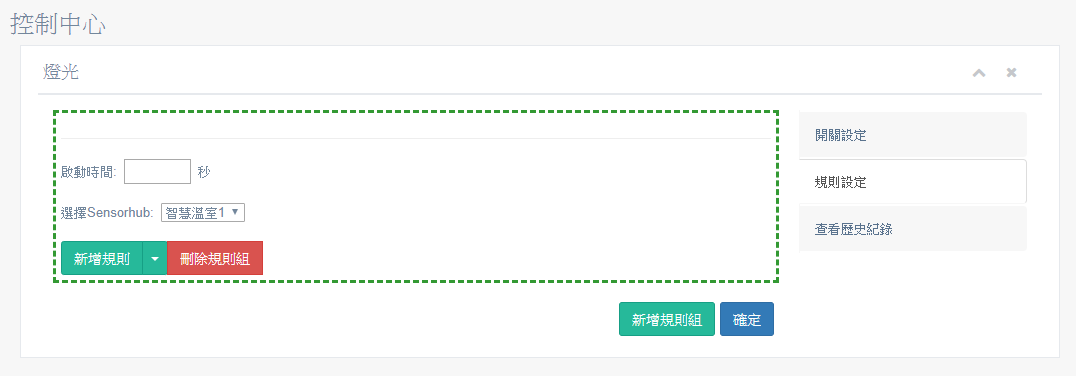 控制中心
燈光
啟動時間: 秒
選擇Sensorhub: 智慧溫室1
新增規則 刪除規則組
新增規則組 確定
開關設定
規則設定
查看歷史紀錄